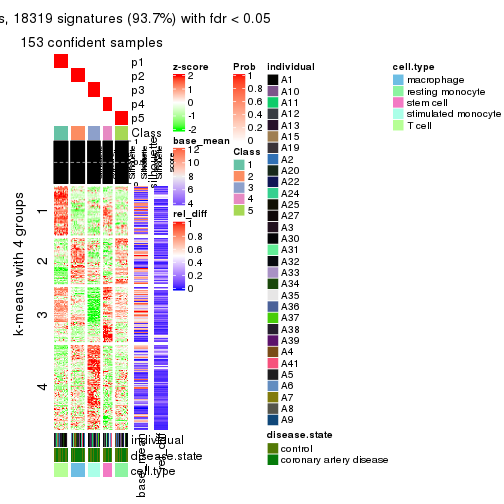 s, 18319 signatures (93.7%) with fdr < 0.05
153 confident samples
p1
p2
p3
p4
p5
Class
silhouette
score
k-means with 4 groups
1
2
3
4
individual
disease.state
cell.type
base_mean
rel_diff
z-score
2
1
0
-1
-2
base_mean
12
10
8
6
4
rel_diff
1
0.8
0.6
0.4
0.2
0
Prob
1
0.8
0.6
0.4
0.2
0
Class
1
2
3
4
5
individual
A1
A10
A11
A12
A13
A15
A19
A2
A20
A22
A24
A25
A27
A3
A30
A31
A32
A33
A34
A35
A36
A37
A38
A39
A4
A41
A5
A6
A7
A8
A9
disease.state
control
coronary artery disease
cell.type
macrophage
resting monocyte
stem cell
stimulated monocyte
T cell